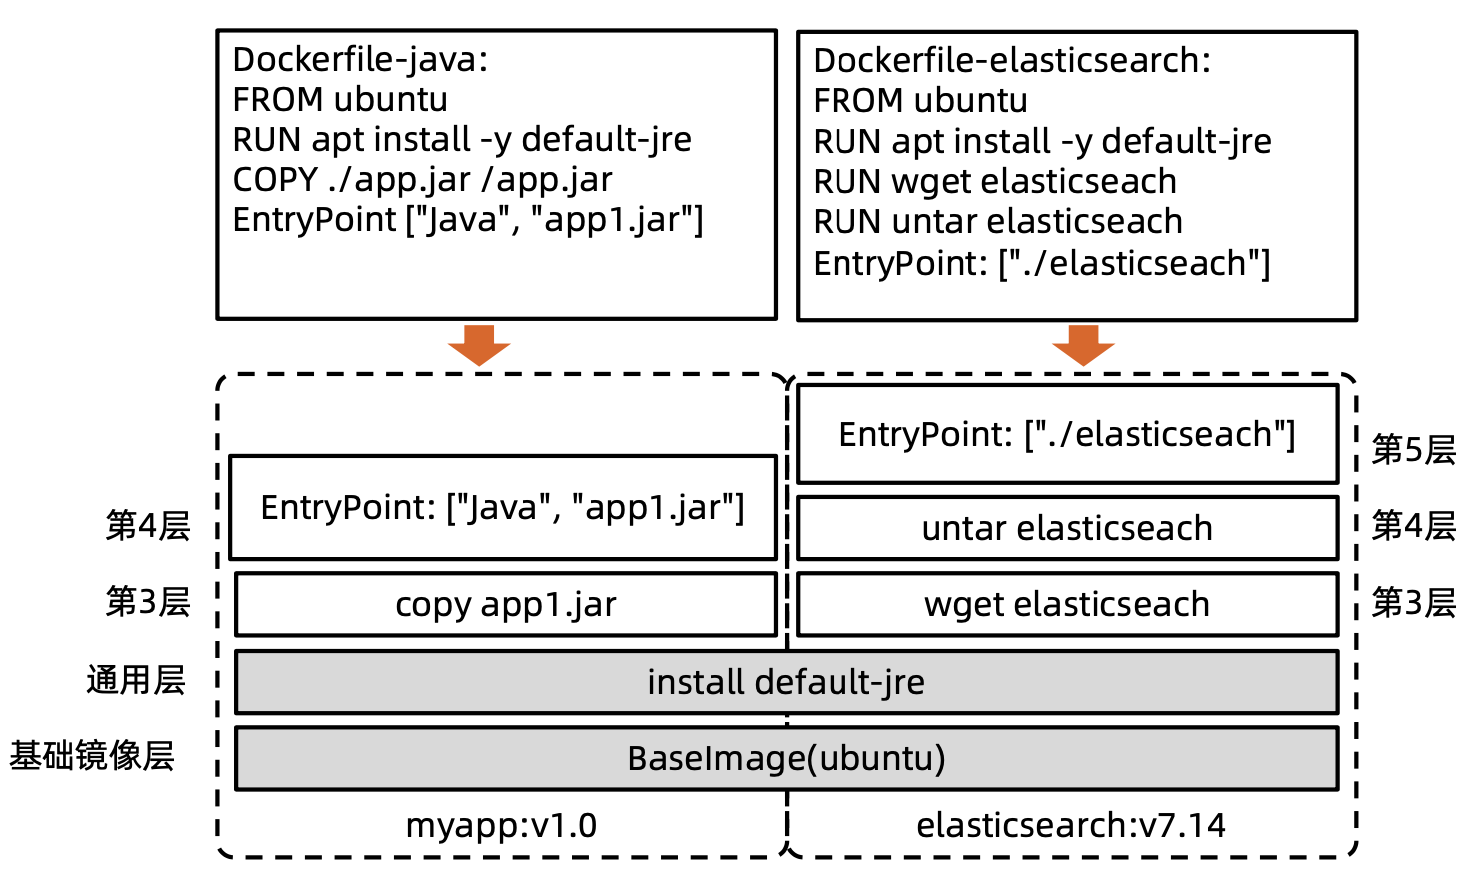 Dockerfile-java:
FROM ubuntu
RUN apt install -y default-jre
COPY ./app.jar /app.jar
EntryPoint ["Java", "app1.jar"]
Dockerfile-elasticsearch:
FROM ubuntu
RUN apt install -y default-jre
RUN wget elasticseach
RUN untar elasticseach
EntryPoint: ["./elasticseach"]
EntryPoint: ["./elasticseach"]
第5层
第4层
EntryPoint: ["Java", "app1.jar"]
untar elasticseach
第4层
第3层
copy app1.jar
wget elasticseach
第3层
通用层
install default-jre
基础镜像层
BaseImage(ubuntu)
myapp:v1.0
elasticsearch:v7.14